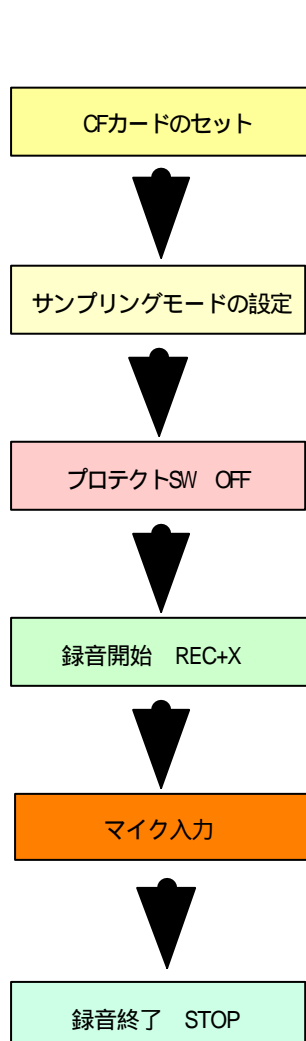 CFカードのセット
サンプリングモードの設定
プロテクトSW　OFF
録音開始　REC+X
マイク入力
録音終了　STOP